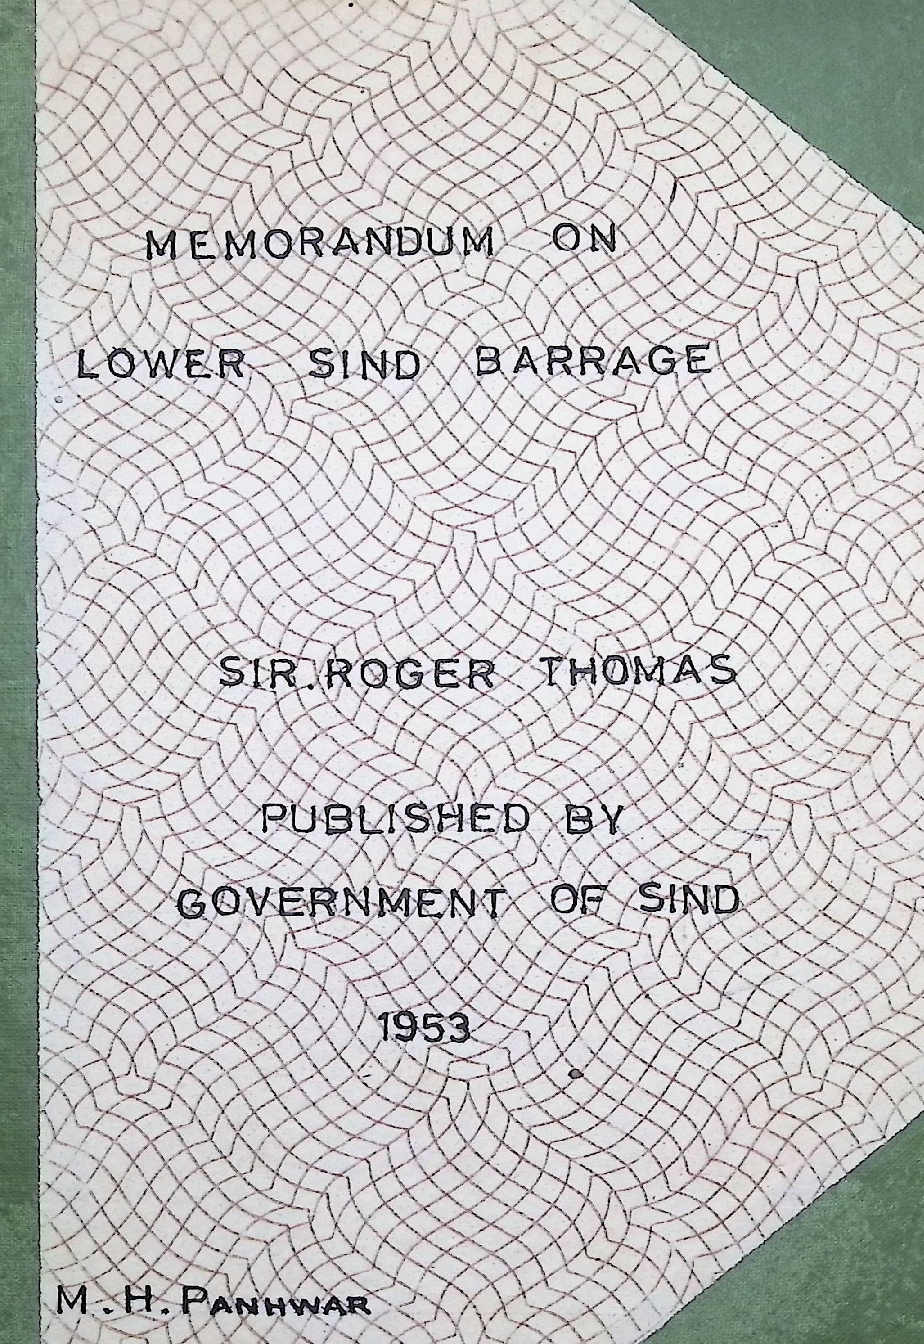 MEMORANDUM ON
LOWER SIND BARRAGE
SIR.ROGER THOMAS
PUBLISHED BY
GOVERNMENT OF SIND
1953
M.H.PANHWAR